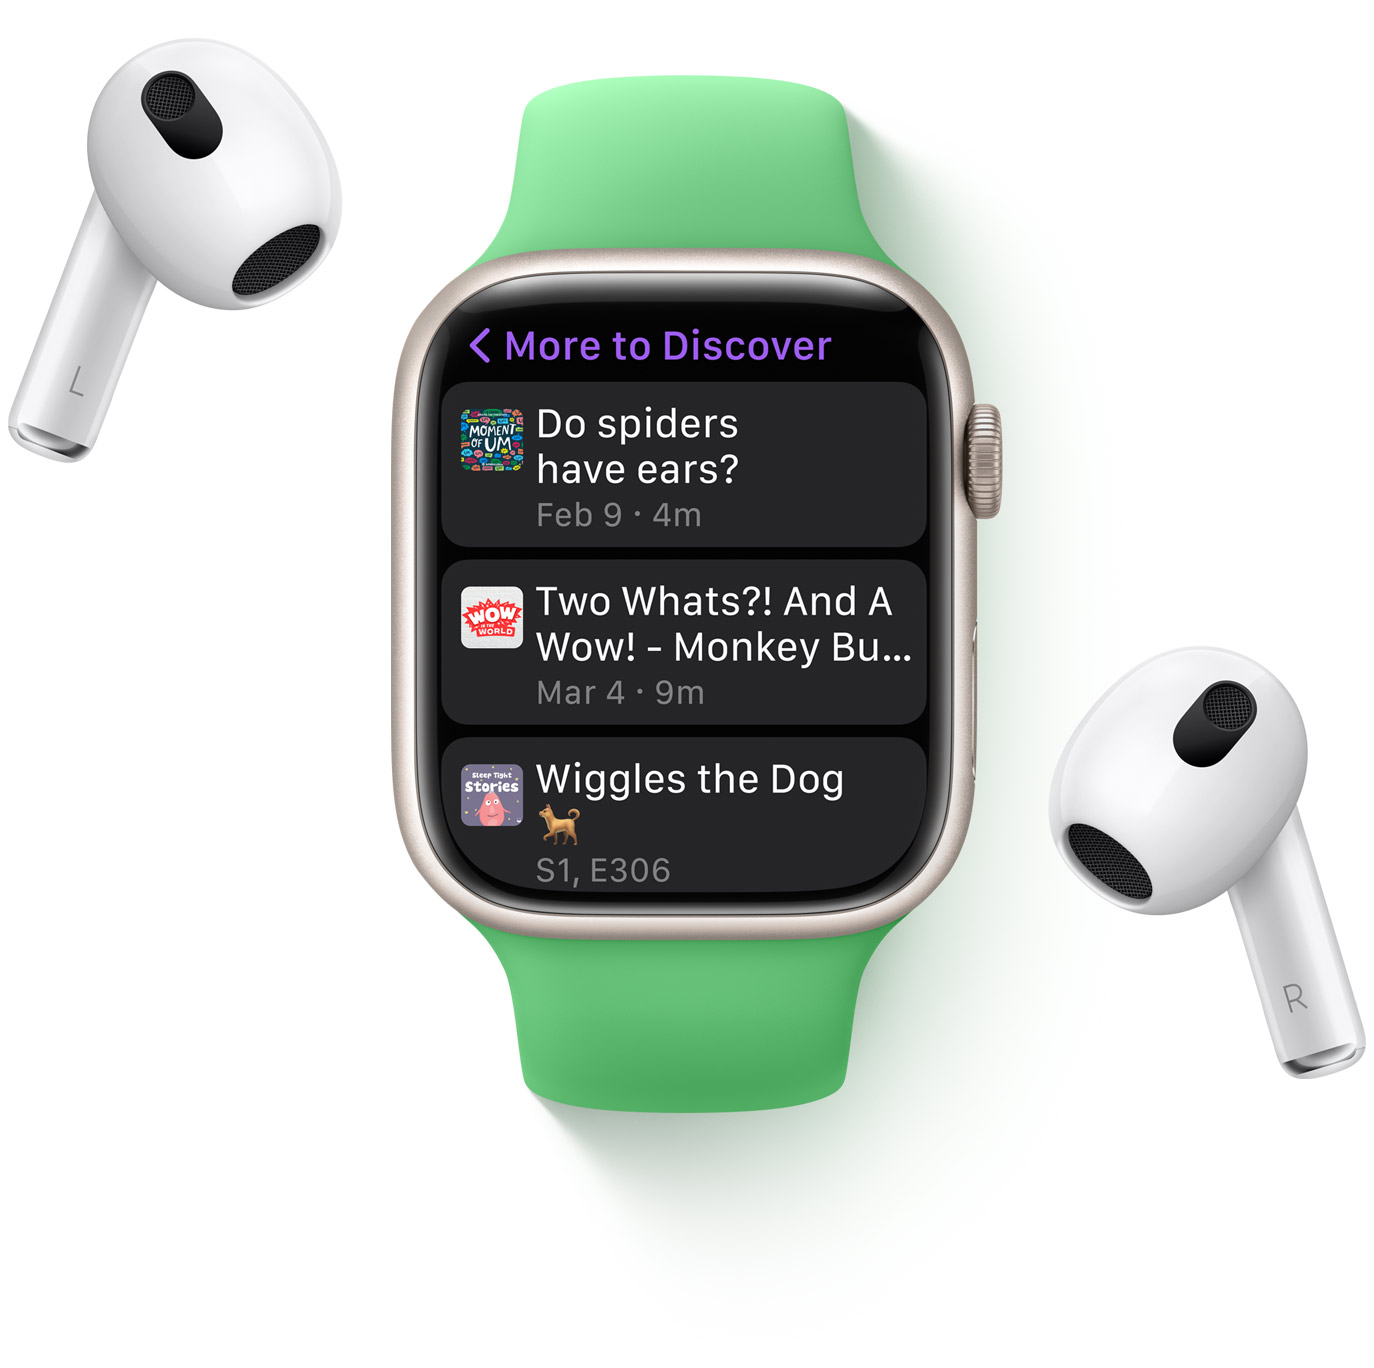 L
More to Discover
MOMENT
OF UM
Do spiders
have ears?
Feb 9 · 4m
WOW
IN THE
WORLD
Two Whats?! And A
Wow! - Monkey Bu...
Mar 4 · 9m
Sleep Tight
Stories
Wiggles the Dog
S1, E306
R